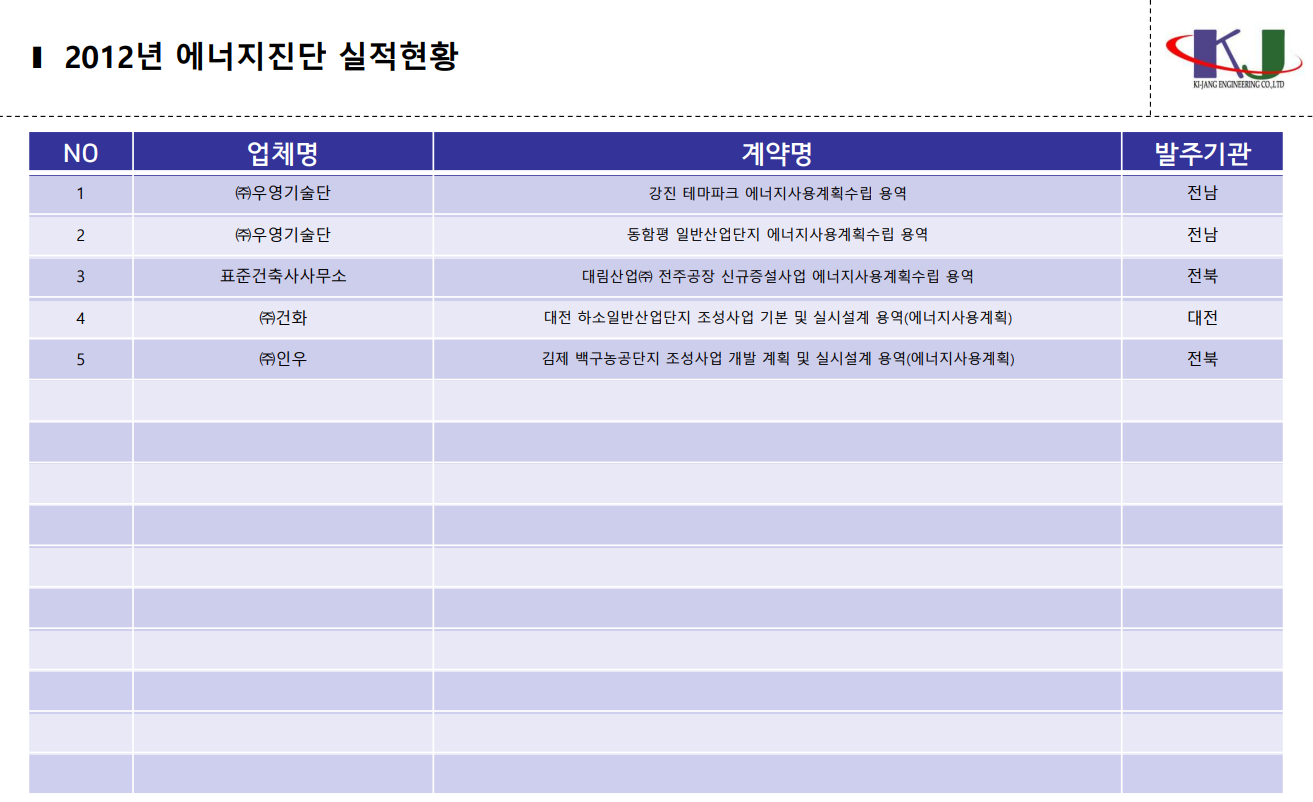 2012년 에너지진단 실적현황
KJ
KI-JANG ENGINEERING CO.,LTD
NO 업체명 계약명 발주기관
1 ㈜우영기술단 강진 테마파크 에너지사용계획수립 용역 전남
2 ㈜우영기술단 동함평 일반산업단지 에너지사용계획수립 용역 전남
3 표준건축사사무소 대림산업㈜ 전주공장 신규증설사업 에너지사용계획수립 용역 전북
4 ㈜건화 대전 하소일반산업단지 조성사업 기본 및 실시설계 용역(에너지사용계획) 대전
5 ㈜인우 김제 백구농공단지 조성사업 개발 계획 및 실시설계 용역(에너지사용계획) 전북